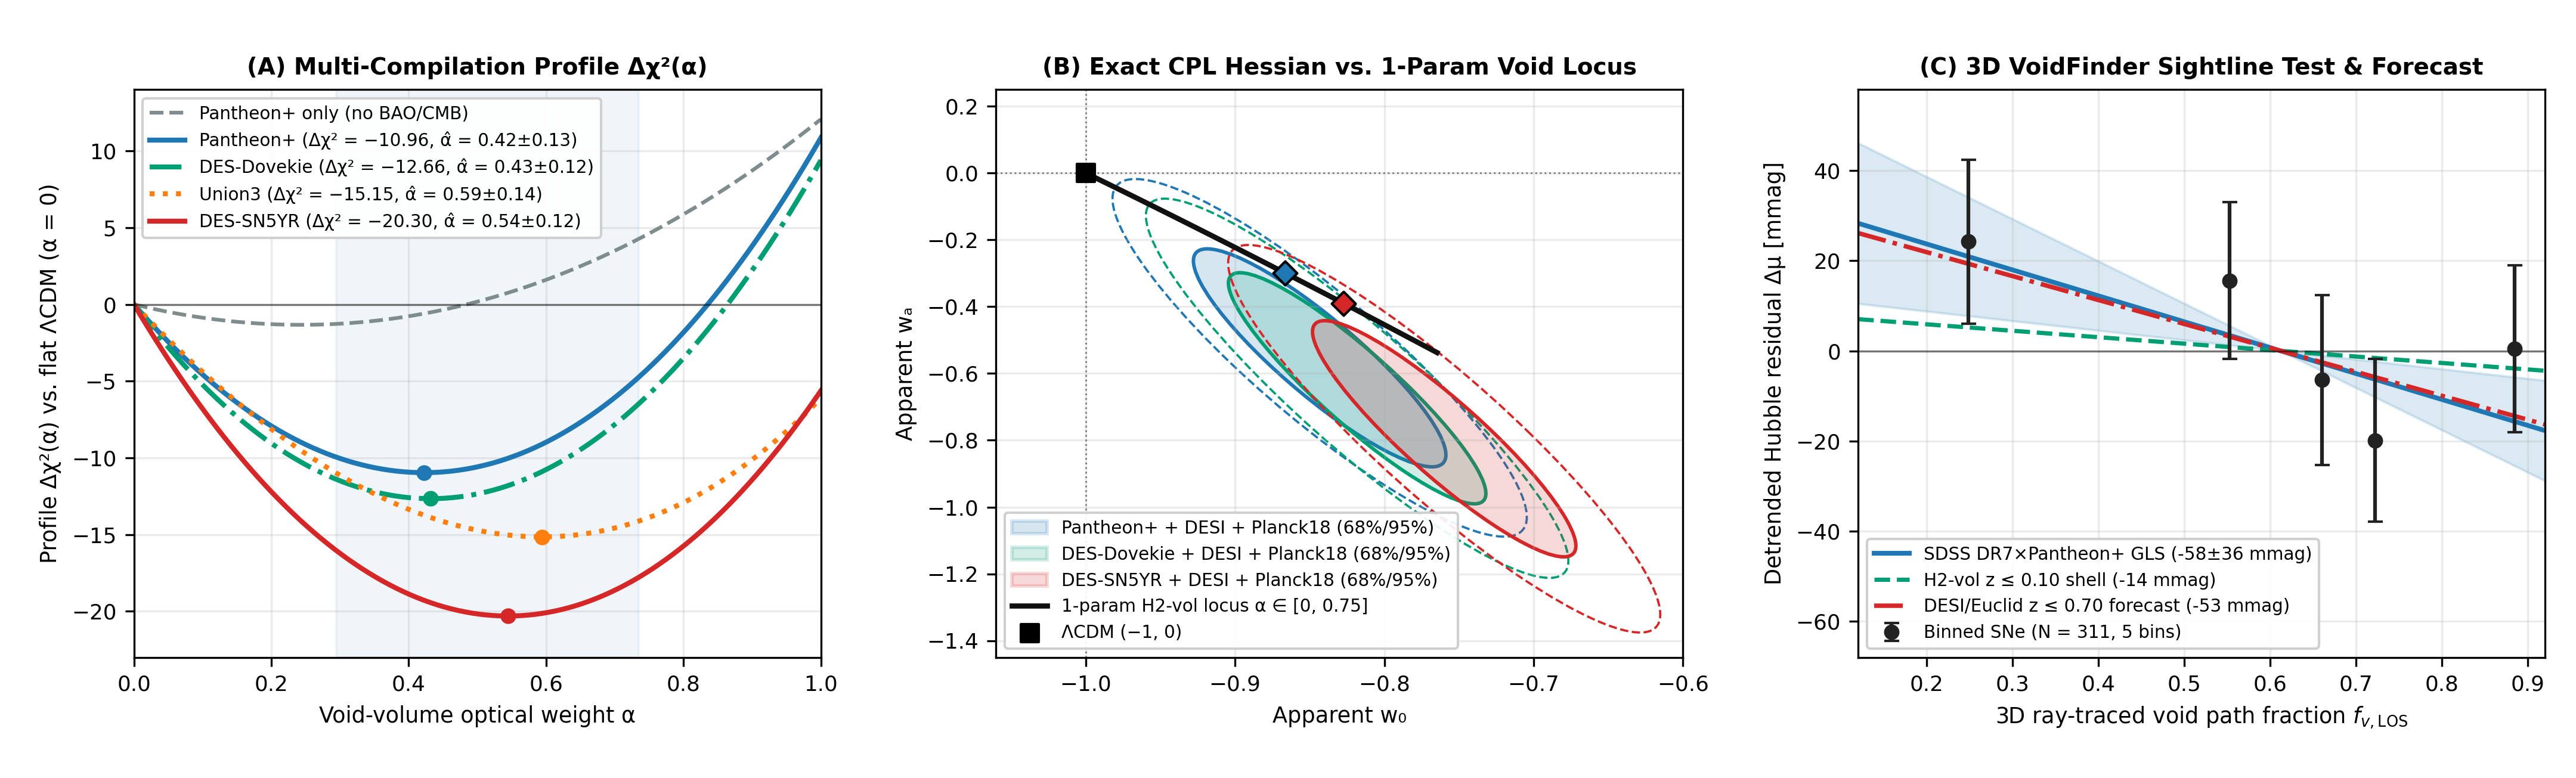 (A) Multi-Compilation Profile Δχ²(α)
Profile Δχ²(α) vs. flat ΛCDM (α = 0)
10
5
0
−5
−10
−15
−20
Pantheon+ only (no BAO/CMB)
Pantheon+ (Δχ² = −10.96, α̂ = 0.42±0.13)
DES-Dovekie (Δχ² = −12.66, α̂ = 0.43±0.12)
Union3 (Δχ² = −15.15, α̂ = 0.59±0.14)
DES-SN5YR (Δχ² = −20.30, α̂ = 0.54±0.12)
0.0 0.2 0.4 0.6 0.8 1.0
Void-volume optical weight α
(B) Exact CPL Hessian vs. 1-Param Void Locus
Apparent wₐ
0.2
0.0
−0.2
−0.4
−0.6
−0.8
−1.0
−1.2
−1.4
Pantheon+ + DESI + Planck18 (68%/95%)
DES-Dovekie + DESI + Planck18 (68%/95%)
DES-SN5YR + DESI + Planck18 (68%/95%)
1-param H2-vol locus α ∈ [0, 0.75]
ΛCDM (−1, 0)
−1.0 −0.9 −0.8 −0.7 −0.6
Apparent w₀
(C) 3D VoidFinder Sightline Test & Forecast
Detrended Hubble residual Δμ [mmag]
40
20
0
−20
−40
−60
SDSS DR7×Pantheon+ GLS (-58±36 mmag)
H2-vol z ≤ 0.10 shell (-14 mmag)
DESI/Euclid z ≤ 0.70 forecast (-53 mmag)
Binned SNe (N = 311, 5 bins)
0.2 0.3 0.4 0.5 0.6 0.7 0.8 0.9
3D ray-traced void path fraction f_{v, LOS}